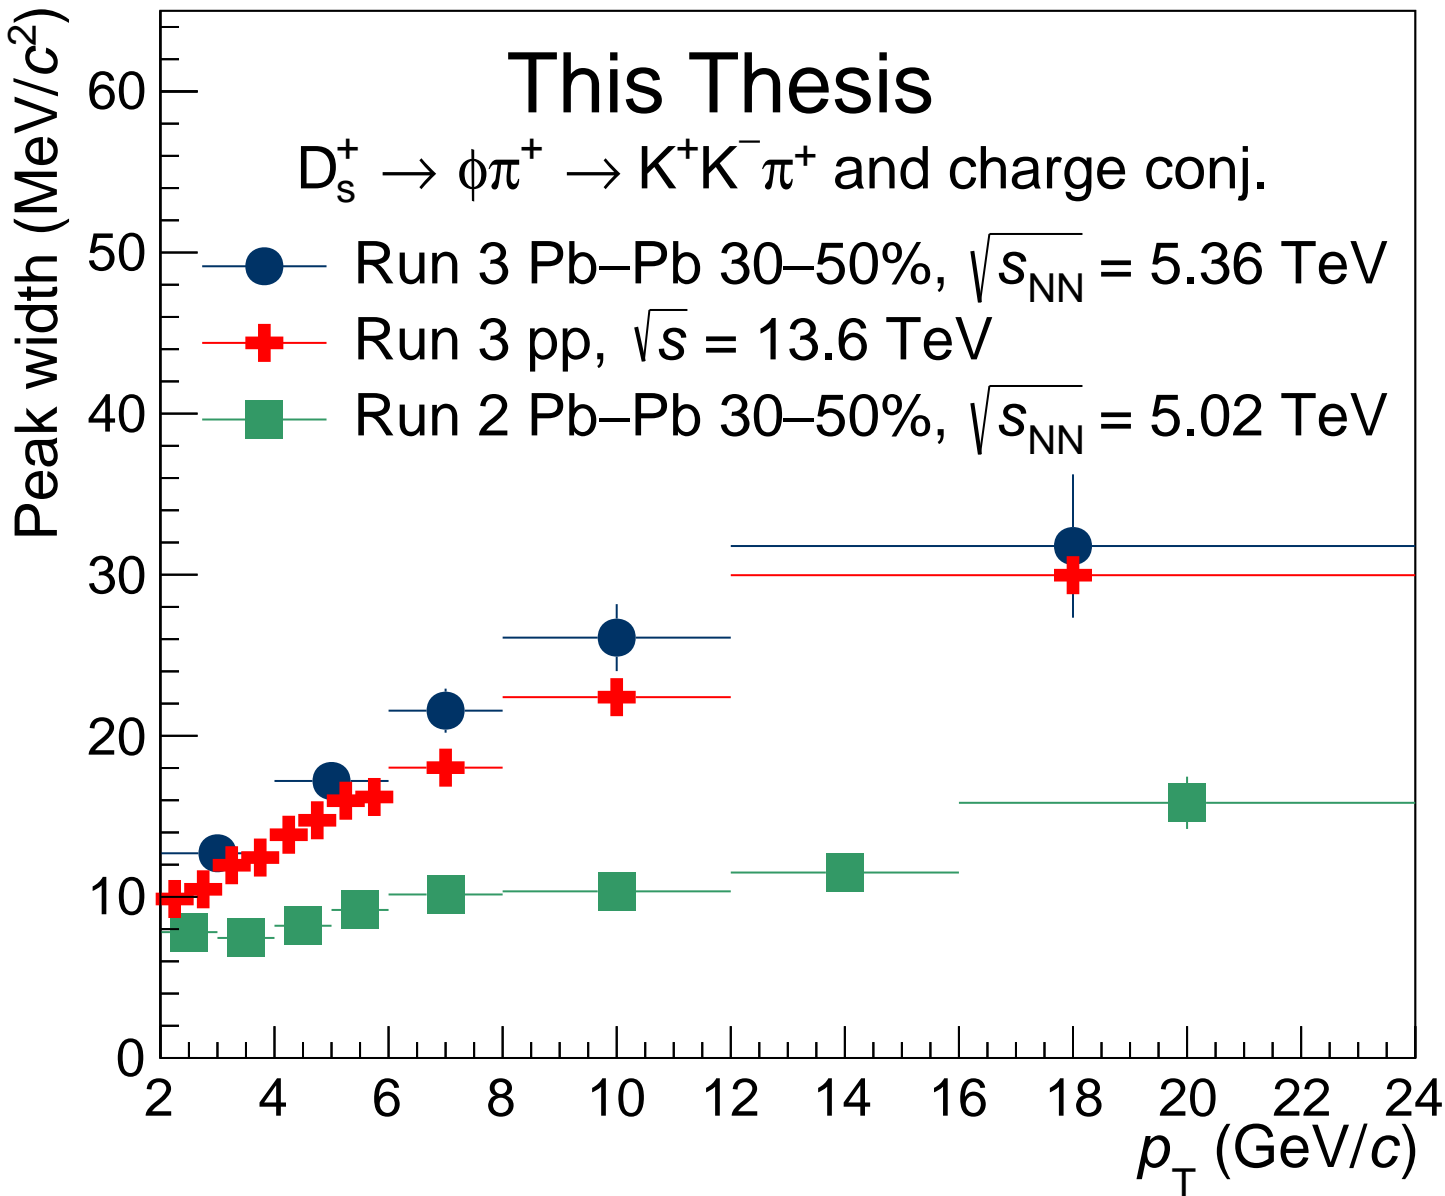 This Thesis
D_s^+ → ϕπ^+ → K^+K^−π^+ and charge conj.
Run 3 Pb–Pb 30–50%, √s_NN = 5.36 TeV
Run 3 pp, √s = 13.6 TeV
Run 2 Pb–Pb 30–50%, √s_NN = 5.02 TeV
Peak width (MeV/c^2)
60
50
40
30
20
10
0
2 4 6 8 10 12 14 16 18 20 22 24
p_T (GeV/c)